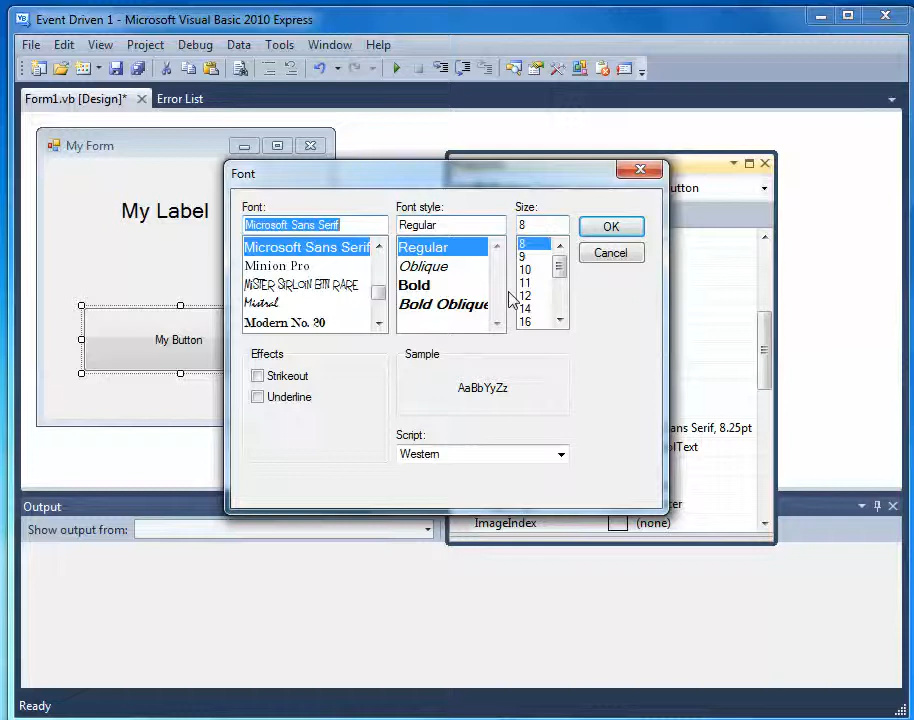 Event Driven 1 - Microsoft Visual Basic 2010 Express
File Edit View Project Debug Data Tools Window Help
Form1.vb [Design]* Error List
My Form
My Label
My Button
Font
Font: Font style: Size:
Microsoft Sans Serif Regular 8
OK
Cancel
Microsoft Sans Serif
Minion Pro
MISTER SIRLOIN BTN RARE
Mistral
Modern No. 20
Regular
Oblique
Bold
Bold Oblique
8
9
10
11
12
14
16
Effects
Strikeout
Underline
Sample
AaBbYyZz
Script:
Western
utton
ans Serif, 8.25pt
olText
ter
ImageIndex (none)
Output
Show output from:
Ready